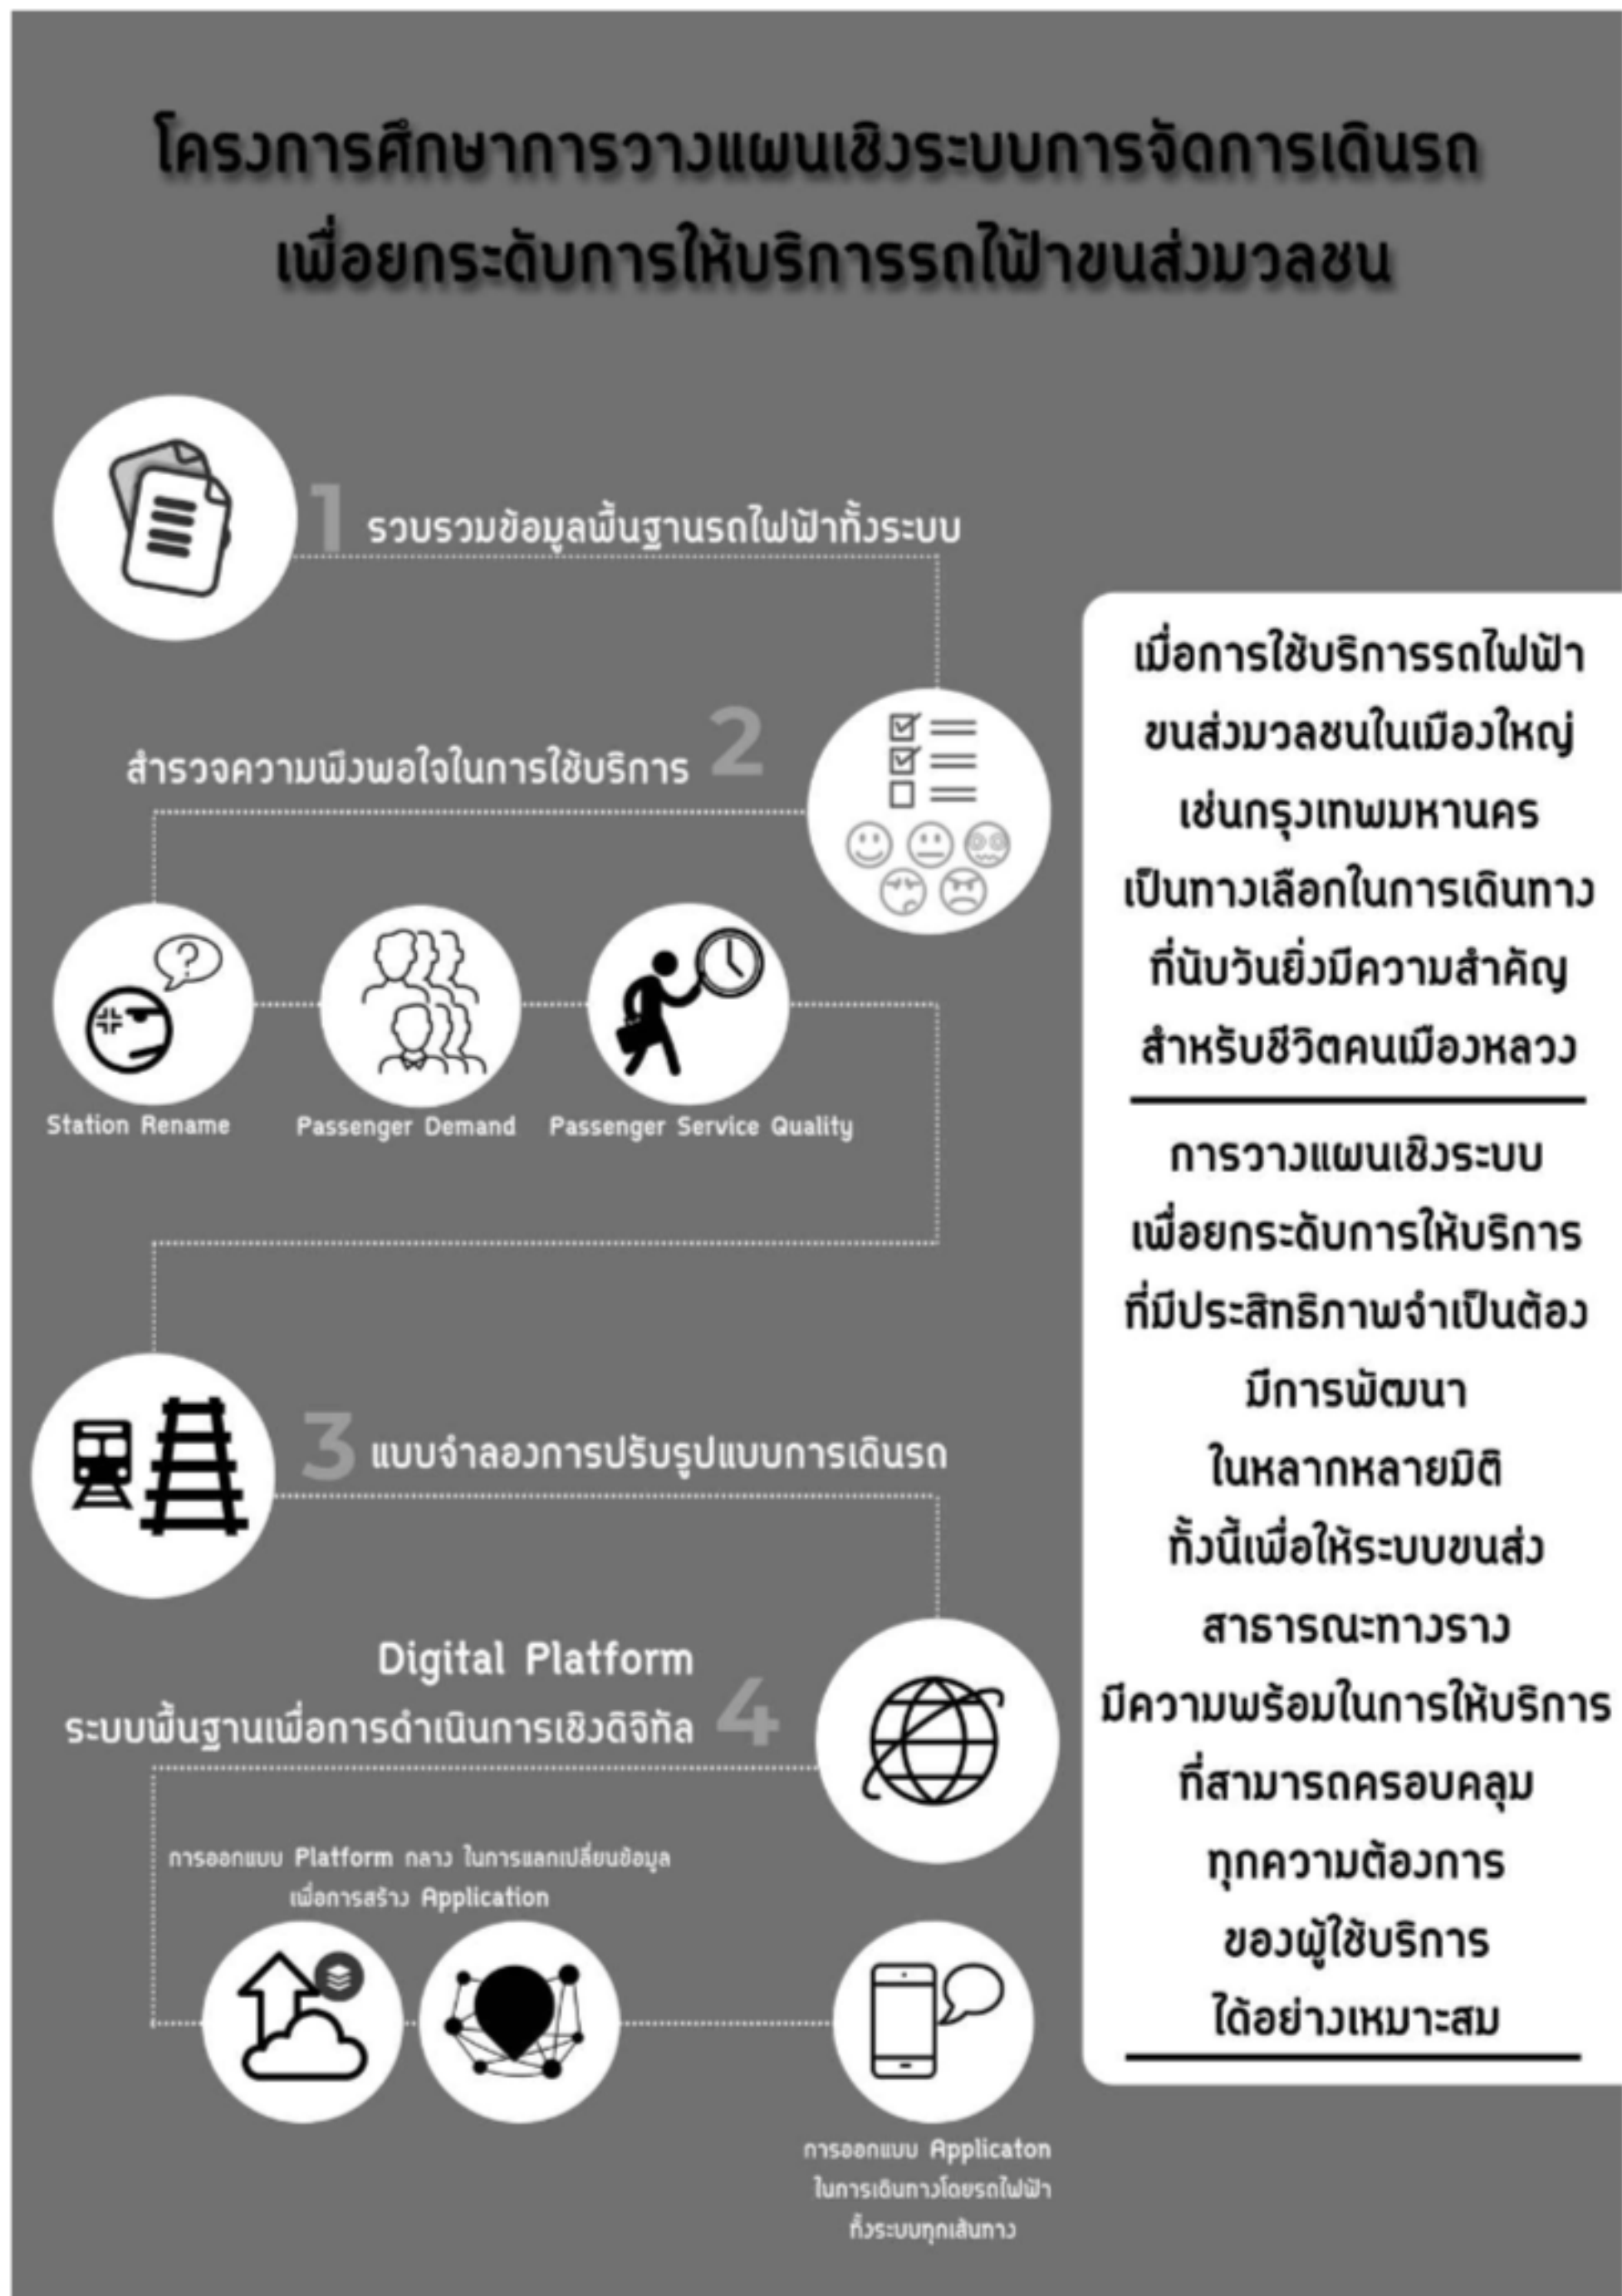 โครงการศึกษาการวางแผนเชิงระบบการจัดการเดินรถ
เพื่อยกระดับการให้บริการรถไฟฟ้าขนส่งมวลชน
1 รวบรวมข้อมูลพื้นฐานรถไฟฟ้าทั้งระบบ
สำรวจความพึงพอใจในการใช้บริการ 2
Station Rename
Passenger Demand
Passenger Service Quality
3 แบบจำลองการปรับรูปแบบการเดินรถ
Digital Platform
ระบบพื้นฐานเพื่อการดำเนินการเชิงดิจิทัล 4
การออกแบบ Platform กลาง ในการแลกเปลี่ยนข้อมูล
เพื่อการสร้าง Application
การออกแบบ Applicaton
ในการเดินทางโดยรถไฟฟ้า
ทั้งระบบทุกเส้นทาง
เมื่อการใช้บริการรถไฟฟ้า
ขนส่งมวลชนในเมืองใหญ่
เช่นกรุงเทพมหานคร
เป็นทางเลือกในการเดินทาง
ที่นับวันยิ่งมีความสำคัญ
สำหรับชีวิตคนเมืองหลวง
การวางแผนเชิงระบบ
เพื่อยกระดับการให้บริการ
ที่มีประสิทธิภาพจำเป็นต้อง
มีการพัฒนา
ในหลากหลายมิติ
ทั้งนี้เพื่อให้ระบบขนส่ง
สาธารณะทางราง
มีความพร้อมในการให้บริการ
ที่สามารถครอบคลุม
ทุกความต้องการ
ของผู้ใช้บริการ
ได้อย่างเหมาะสม